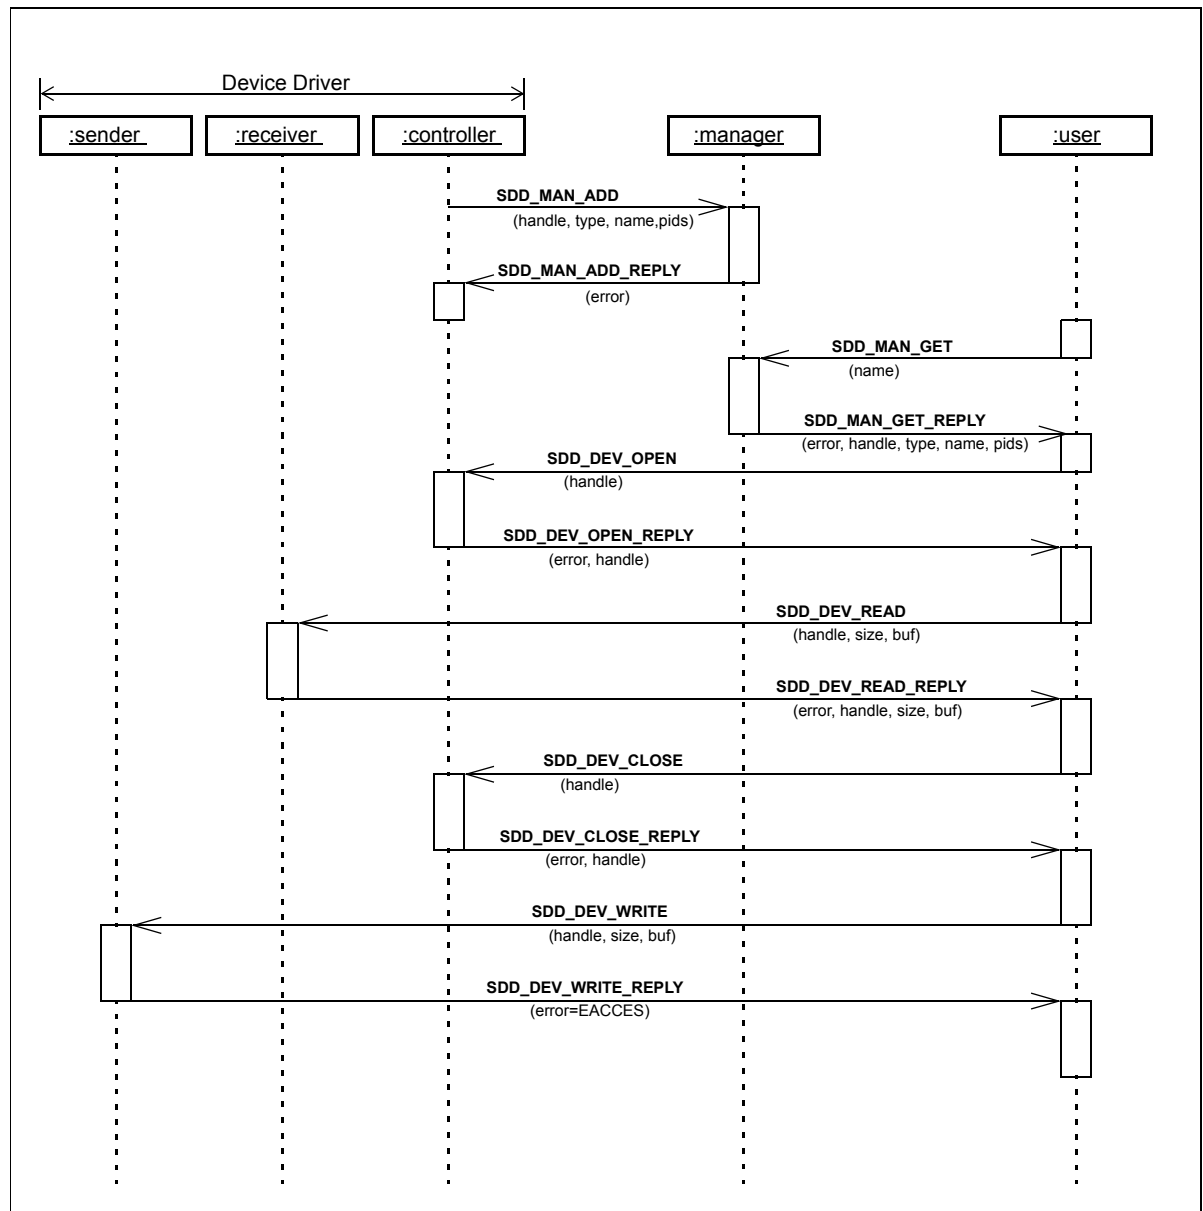 Device Driver
:sender :receiver :controller :manager :user
SDD_MAN_ADD
(handle, type, name,pids)
SDD_MAN_ADD_REPLY
(error)
SDD_MAN_GET
(name)
SDD_MAN_GET_REPLY
(error, handle, type, name, pids)
SDD_DEV_OPEN
(handle)
SDD_DEV_OPEN_REPLY
(error, handle)
SDD_DEV_READ
(handle, size, buf)
SDD_DEV_READ_REPLY
(error, handle, size, buf)
SDD_DEV_CLOSE
(handle)
SDD_DEV_CLOSE_REPLY
(error, handle)
SDD_DEV_WRITE
(handle, size, buf)
SDD_DEV_WRITE_REPLY
(error=EACCES)